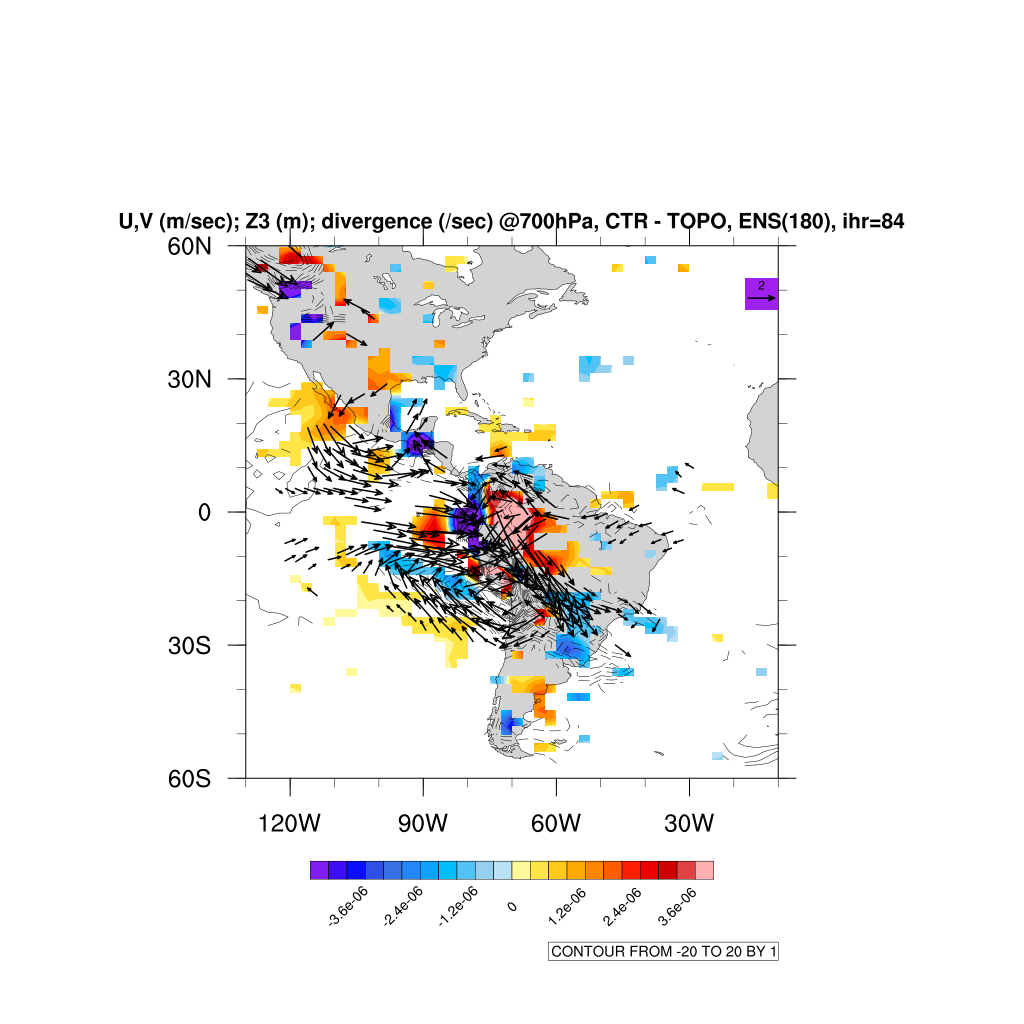 U,V (m/sec); Z3 (m); divergence (/sec) @700hPa, CTR - TOPO, ENS(180), ihr=84
60N
2
30N
0
30S
60S
120W 90W 60W 30W
-3.6e-06 -2.4e-06 -1.2e-06 0 1.2e-06 2.4e-06 3.6e-06
CONTOUR FROM -20 TO 20 BY 1